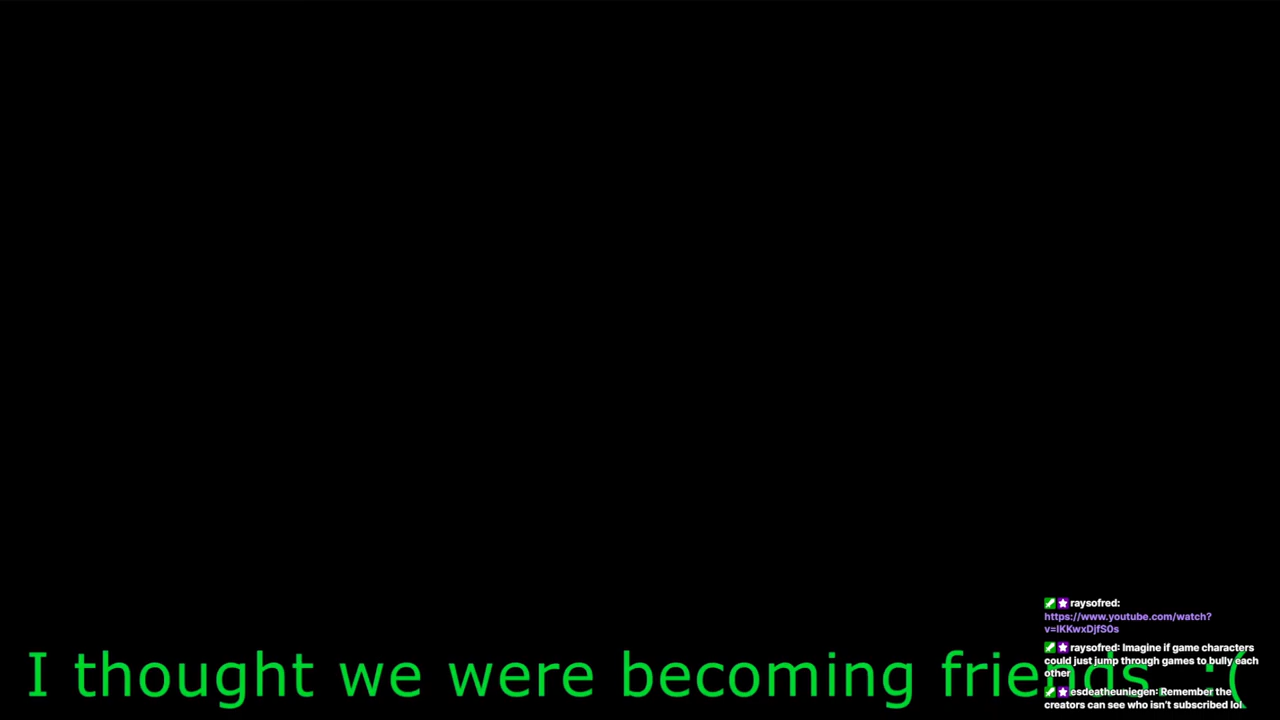 raysofred:
https://www.youtube.com/watch?
v=lKKwxDjfS0s
raysofred: Imagine if game characters
could just jump through games to bully each
other
esdeatheuniegen: Remember the
creators can see who isn't subscribed lol
I thought we were becoming friends. :(